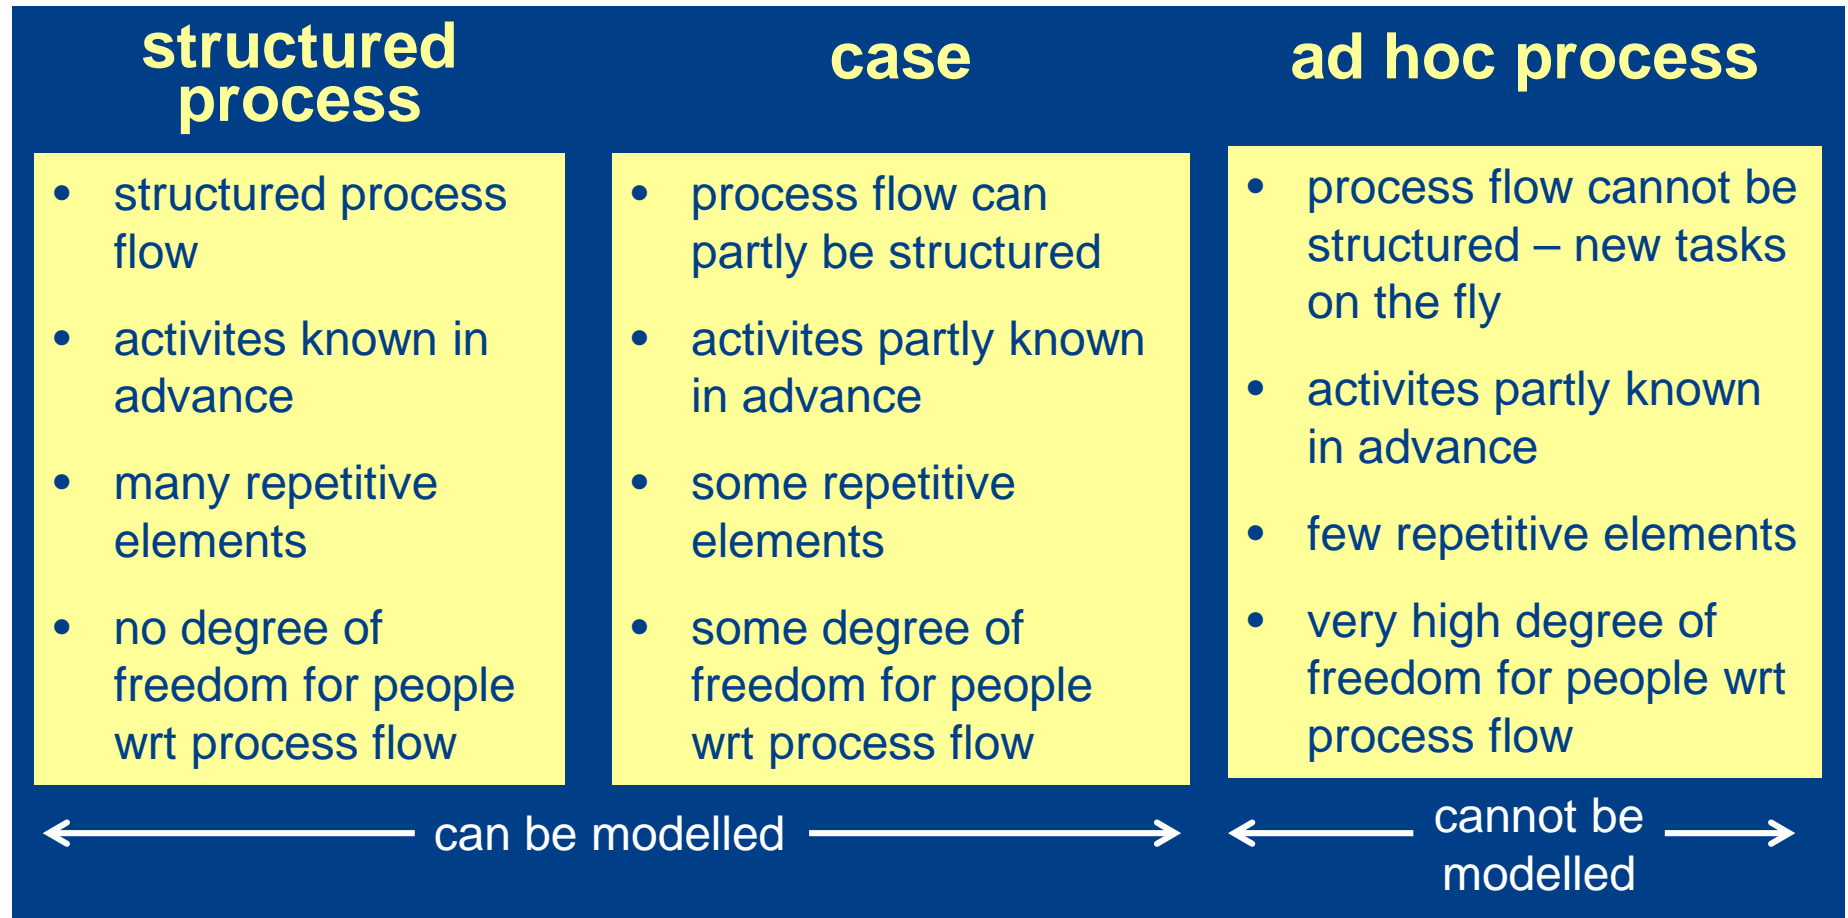 structured
process
• structured process
flow
• activites known in
advance
• many repetitive
elements
• no degree of
freedom for people
wrt process flow
case
• process flow can
partly be structured
• activites partly known
in advance
• some repetitive
elements
• some degree of
freedom for people
wrt process flow
ad hoc process
• process flow cannot be
structured – new tasks
on the fly
• activites partly known
in advance
• few repetitive elements
• very high degree of
freedom for people wrt
process flow
can be modelled
cannot be
modelled